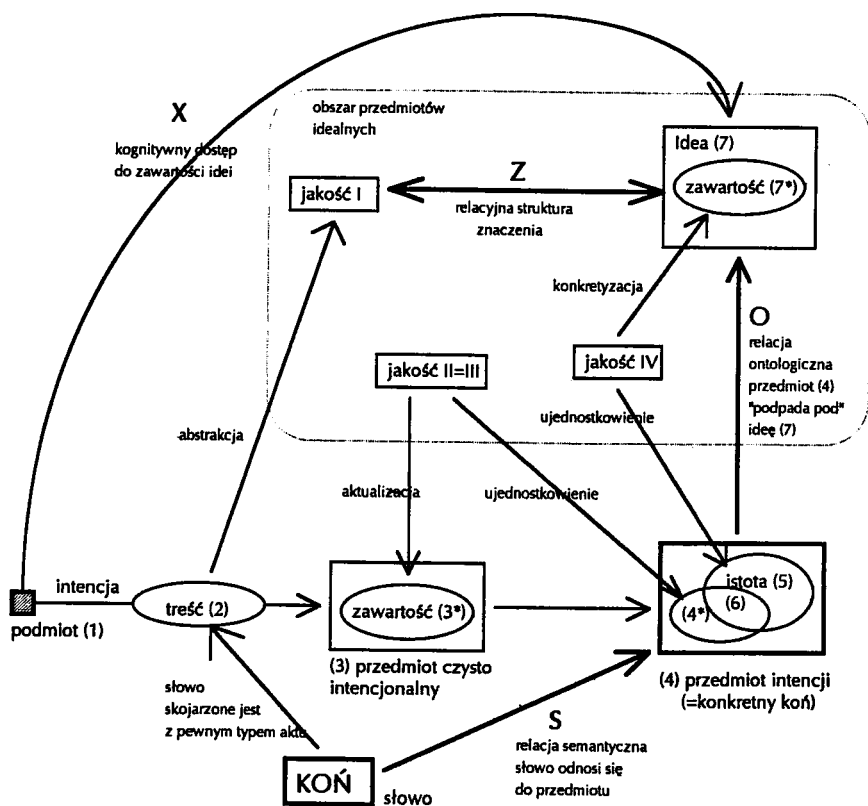 X
kognitywny dostęp
do zawartości idei
obszar przedmiotów
idealnych
Idea (7)
zawartość (7*)
jakość I
Z
relacyjna struktura
znaczenia
konkretyzacja
O
relacja
ontologiczna
przedmiot (4)
"podpada pod"
ideę (7)
jakość II=III
jakość IV
abstrakcja
ujednostkowienie
aktualizacja
ujednostkowienie
intencja
podmiot (1)
treść (2)
zawartość (3*)
(3) przedmiot czysto
intencjonalny
istota (5)
(4*)
(6)
(4) przedmiot intencji
(=konkretny koń)
słowo
skojarzone jest
z pewnym typem aktu
S
relacja semantyczna
słowo odnosi się
do przedmiotu
KOŃ
słowo